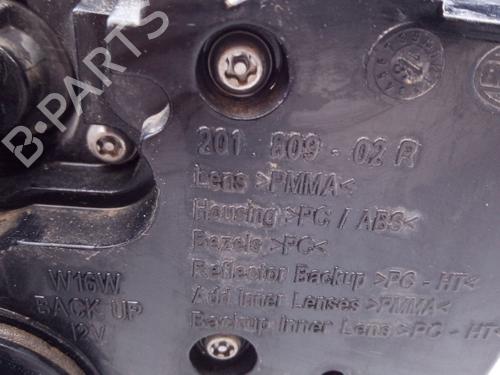 B-PARTS
201.809-02 R
Lens >PMMA<
Housing >PC / ABS<
Bezels >PC<
Reflector Backup >PC - HT<
Add Inner Lenses >PMMA<
Backup Inner Lens >PC - HT
W16W
BACK UP
12V